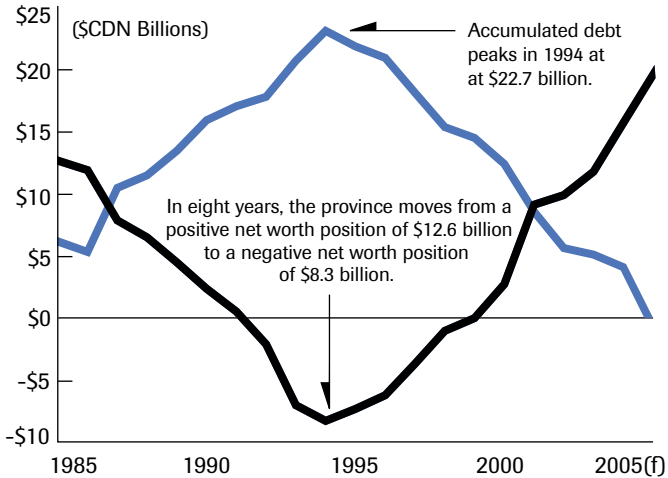 $25
($CDN Billions)
Accumulated debt
peaks in 1994 at
at $22.7 billion.
$20
$15
$10
In eight years, the province moves from a
positive net worth position of $12.6 billion
to a negative net worth position
of $8.3 billion.
$5
$0
-$5
-$10
1985
1990
1995
2000
2005(f)